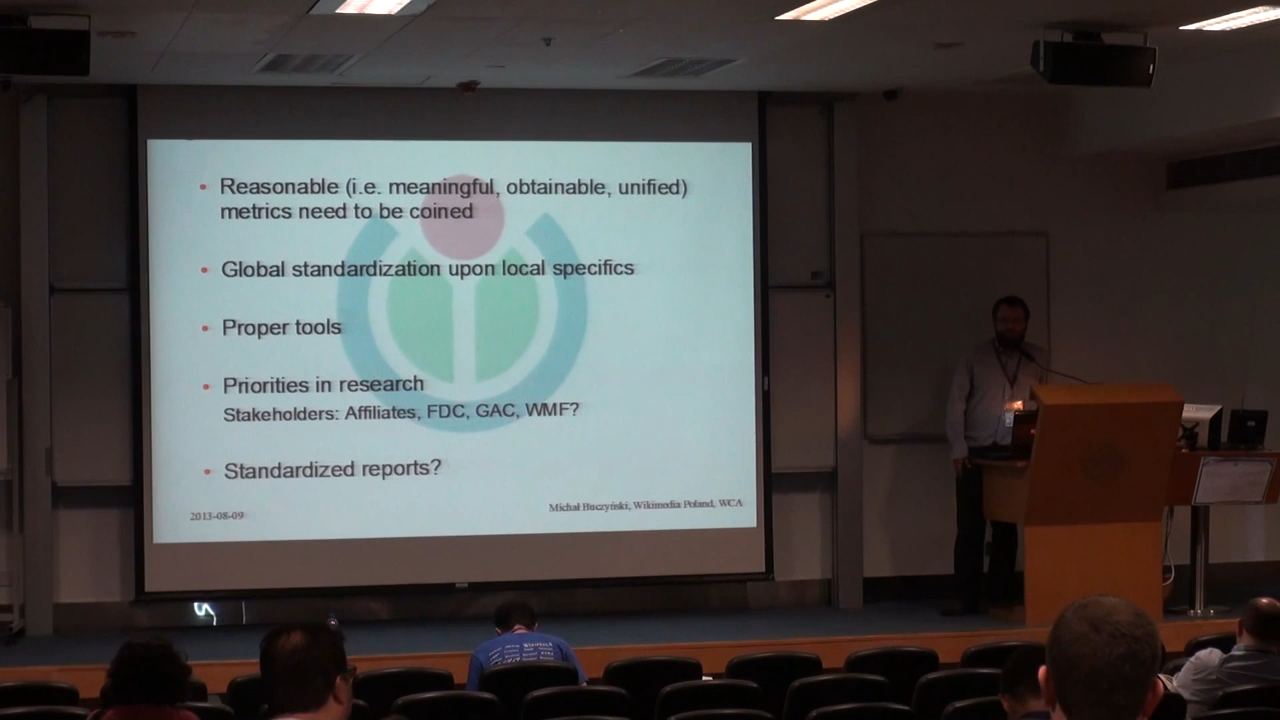 Reasonable (i.e. meaningful, obtainable, unified)
metrics need to be coined
Global standardization upon local specifics
Proper tools
Priorities in research
Stakeholders: Affiliates, FDC, GAC, WMF?
Standardized reports?
2013-08-09
Michał Buczyński, Wikimedia Poland, WCA